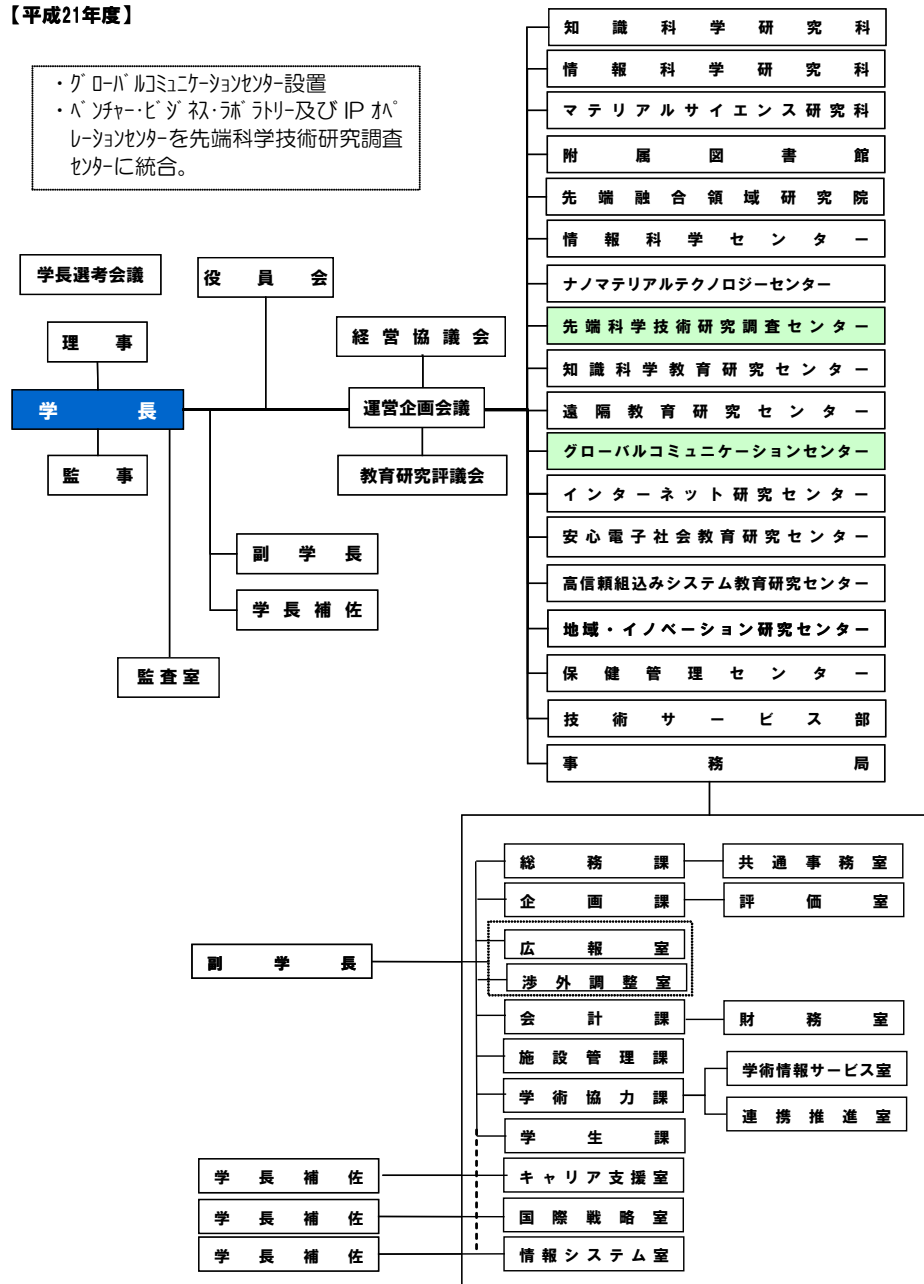 【平成21年度】
・グローバルコミュニケーションセンター設置
・ベンチャー・ビジネス・ラボラトリー及び IP オペ
レーションセンターを先端科学技術研究調査
センターに統合。
学長選考会議
役員会
理事
学長
監事
経営協議会
運営企画会議
教育研究評議会
副学長
学長補佐
監査室
知識科学研究科
情報科学研究科
マテリアルサイエンス研究科
附属図書館
先端融合領域研究院
情報科学センター
ナノマテリアルテクノロジーセンター
先端科学技術研究調査センター
知識科学教育研究センター
遠隔教育研究センター
グローバルコミュニケーションセンター
インターネット研究センター
安心電子社会教育研究センター
高信頼組込みシステム教育研究センター
地域・イノベーション研究センター
保健管理センター
技術サービス部
事務局
総務課
共通事務室
企画課
評価室
広報室
副学長
渉外調整室
会計課
財務室
施設管理課
学術情報サービス室
学術協力課
連携推進室
学生課
学長補佐
キャリア支援室
学長補佐
国際戦略室
学長補佐
情報システム室